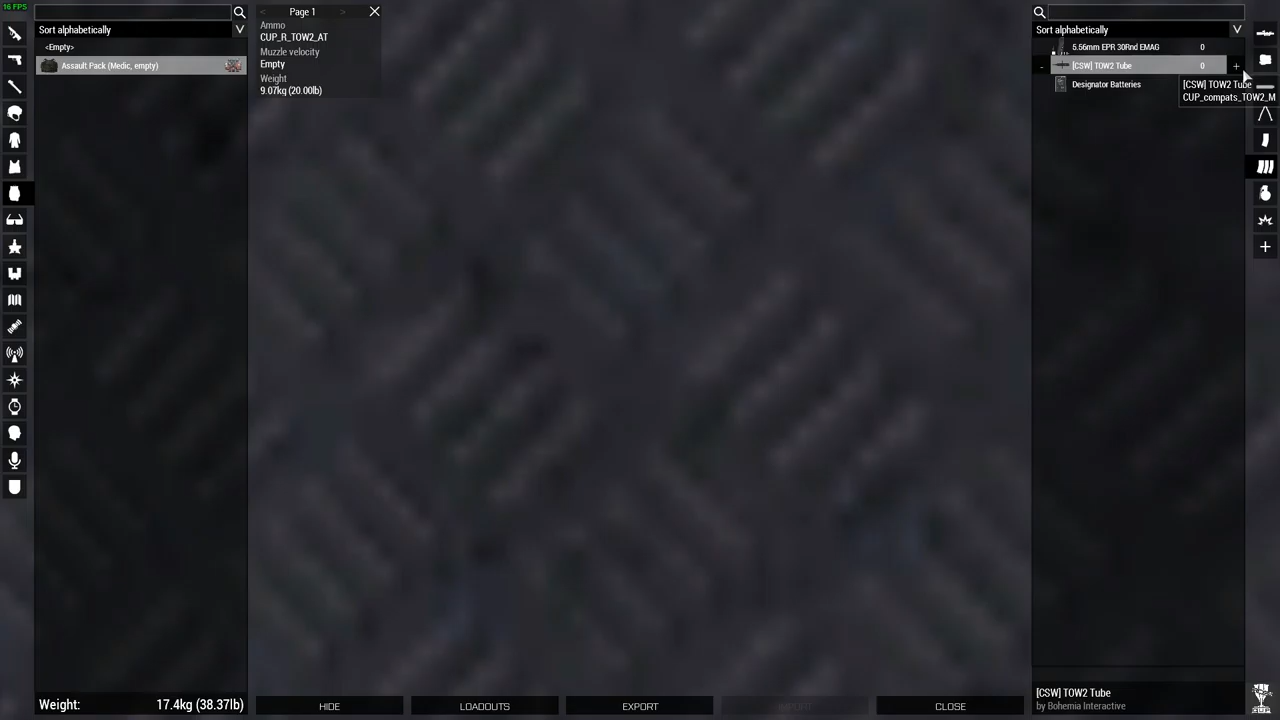 16 FPS
Sort alphabetically
<Empty>
Assault Pack (Medic, empty)
Weight:
17.4kg (38.37lb)
Page 1
Ammo
CUP_R_TOW2_AT
Muzzle velocity
Empty
Weight
9.07kg (20.00lb)
HIDE
LOADOUTS
EXPORT
IMPORT
CLOSE
Sort alphabetically
5.56mm EPR 30Rnd EMAG 0
- [CSW] TOW2 Tube 0 +
Designator Batteries
[CSW] TOW2 Tube
CUP_compats_TOW2_M
[CSW] TOW2 Tube
by Bohemia Interactive